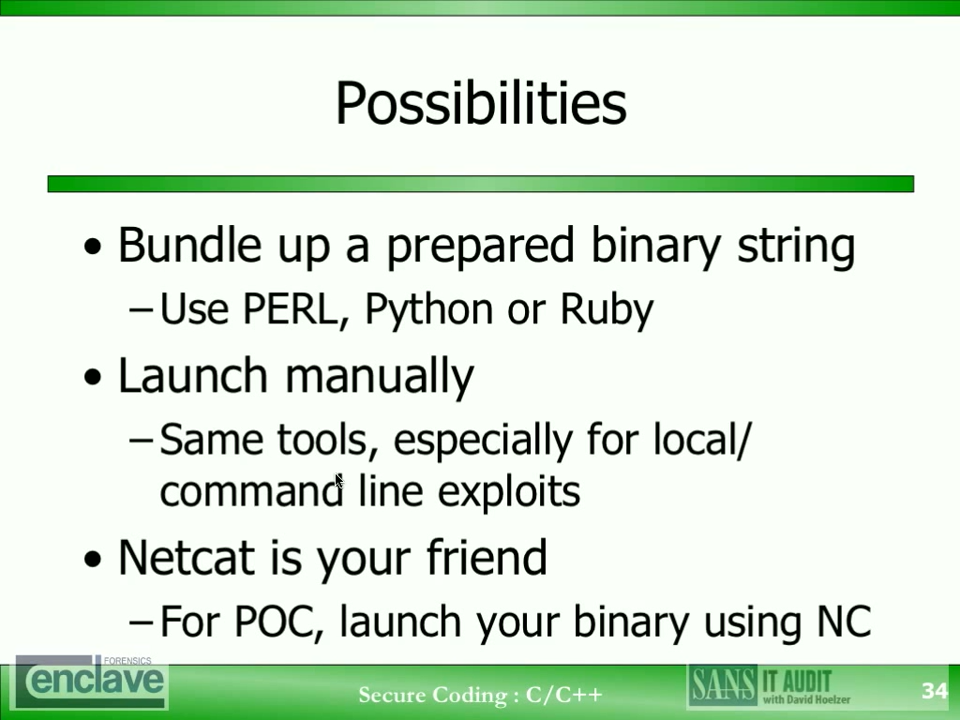 Possibilities
• Bundle up a prepared binary string
– Use PERL, Python or Ruby
• Launch manually
– Same tools, especially for local/
command line exploits
• Netcat is your friend
– For POC, launch your binary using NC
FORENSICS
enclave
Secure Coding : C/C++
SANS IT AUDIT
with David Hoelzer
34